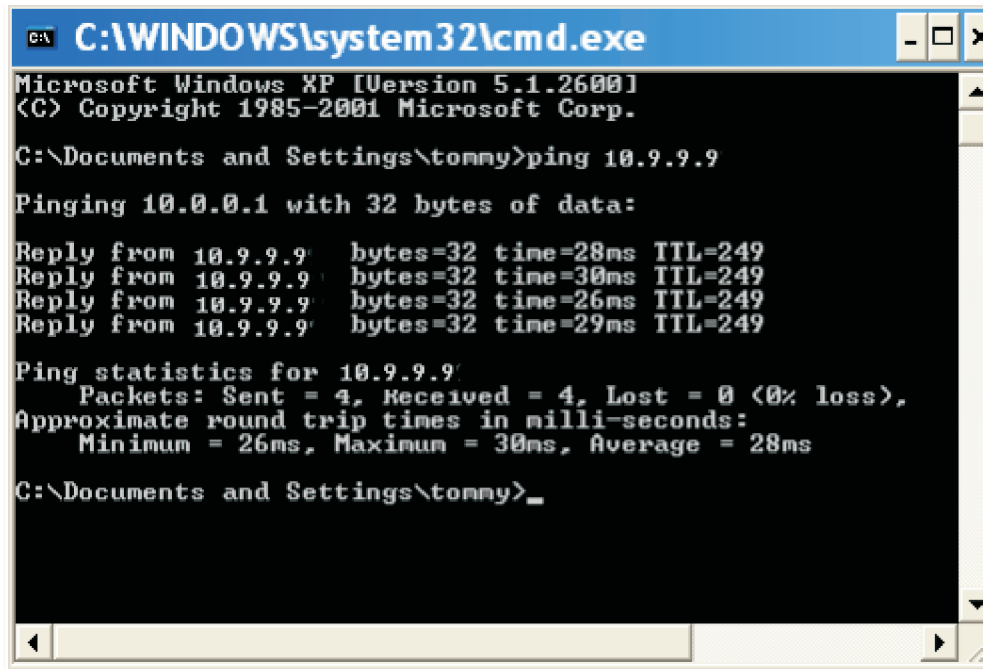 C:\WINDOWS\system32\cmd.exe
Microsoft Windows XP [Version 5.1.2600]
(C) Copyright 1985-2001 Microsoft Corp.
C:\Documents and Settings\tommy>ping 10.9.9.9
Pinging 10.0.0.1 with 32 bytes of data:
Reply from 10.9.9.9 bytes=32 time=28ms TTL=249
Reply from 10.9.9.9 bytes=32 time=30ms TTL=249
Reply from 10.9.9.9 bytes=32 time=26ms TTL=249
Reply from 10.9.9.9 bytes=32 time=29ms TTL=249
Ping statistics for 10.9.9.9
Packets: Sent = 4, Received = 4, Lost = 0 (0% loss),
Approximate round trip times in milli-seconds:
Minimum = 26ms, Maximum = 30ms, Average = 28ms
C:\Documents and Settings\tommy>_